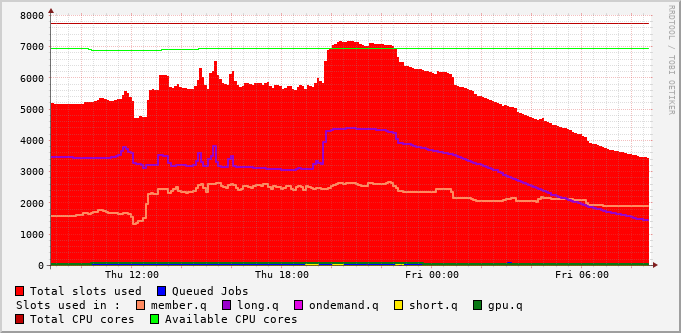 RRDTOOL / TOBI OETIKER
8000
7000
6000
5000
4000
3000
2000
1000
0
Thu 12:00 Thu 18:00 Fri 00:00 Fri 06:00
Total slots used Queued Jobs
Slots used in : member.q long.q ondemand.q short.q gpu.q
Total CPU cores Available CPU cores